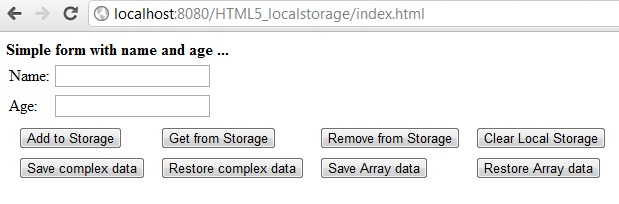 localhost:8080/HTML5_localstorage/index.html
Simple form with name and age ...
Name:
Age:
Add to Storage Get from Storage Remove from Storage Clear Local Storage
Save complex data Restore complex data Save Array data Restore Array data